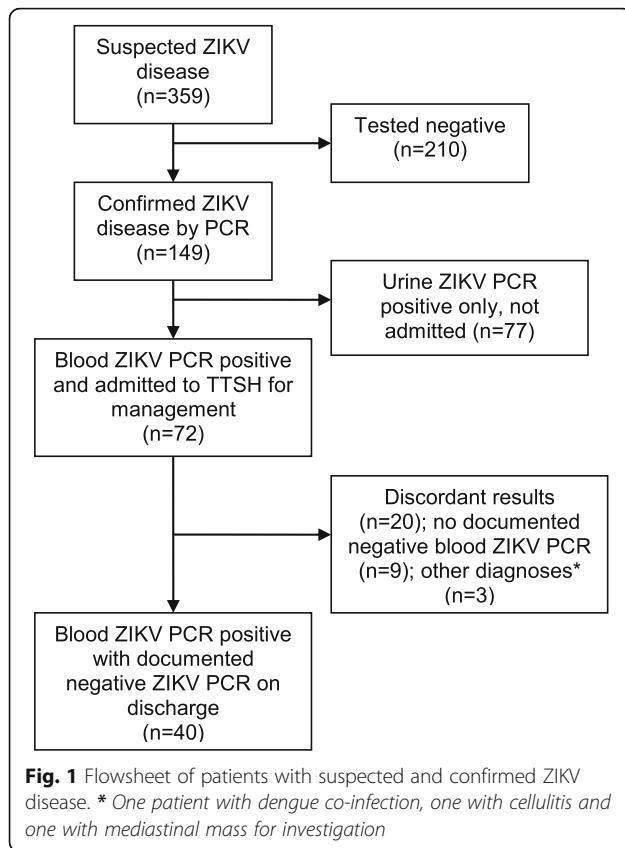 Suspected ZIKV
disease
(n=359)
Tested negative
(n=210)
Confirmed ZIKV
disease by PCR
(n=149)
Urine ZIKV PCR
positive only, not
admitted (n=77)
Blood ZIKV PCR positive
and admitted to TTSH for
management
(n=72)
Discordant results
(n=20); no documented
negative blood ZIKV PCR
(n=9); other diagnoses*
(n=3)
Blood ZIKV PCR positive
with documented
negative ZIKV PCR on
discharge
(n=40)
Fig. 1 Flowsheet of patients with suspected and confirmed ZIKV
disease. * One patient with dengue co-infection, one with cellulitis and
one with mediastinal mass for investigation